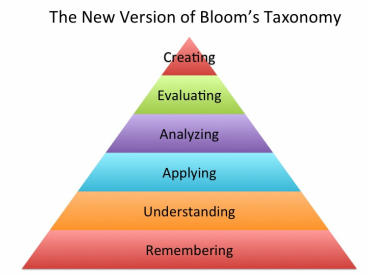 The New Version of Bloom's Taxonomy
Creating
Evaluating
Analyzing
Applying
Understanding
Remembering